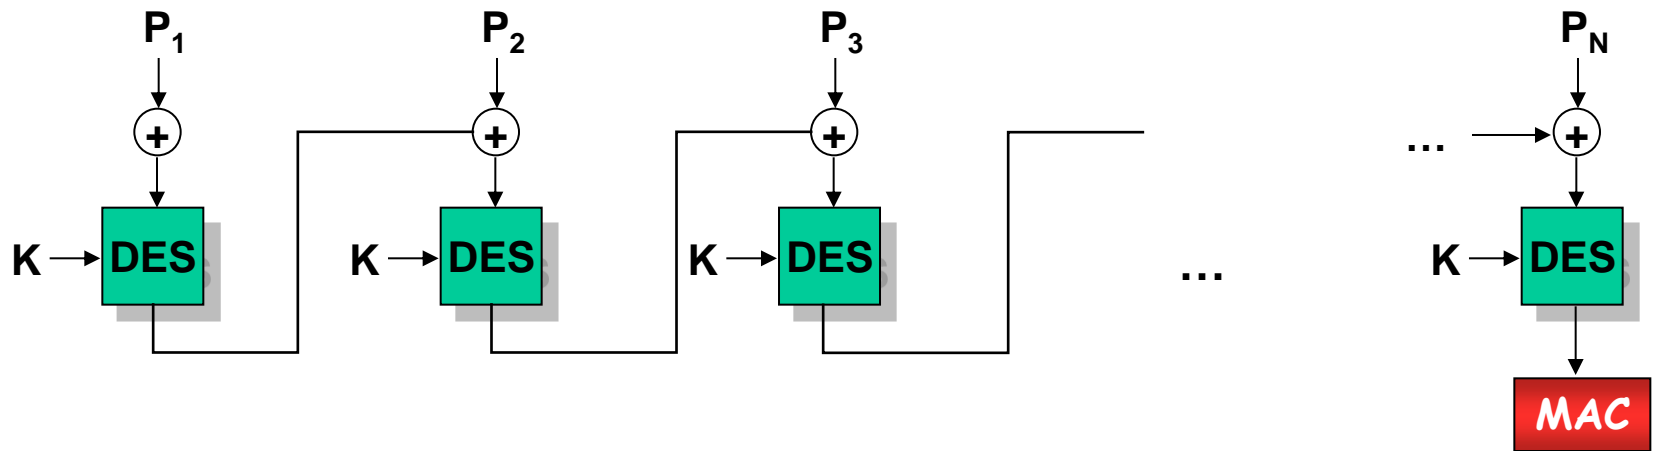 P1 P2 P3 PN
+ + + ... +
K DES K DES K DES ... K DES
MAC